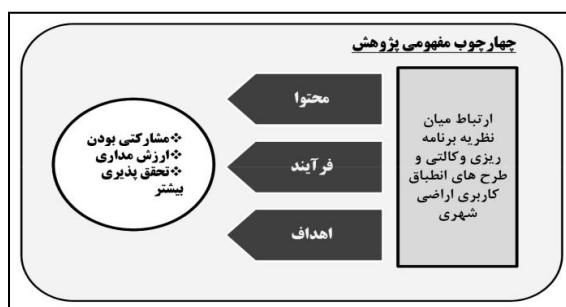 چهارچوب مفهومی پژوهش
ارتباط میان
نظریه برنامه
ریزی وکالتی و
طرح های انطباق
کاربری اراضی
شهری
محتوا
فرآیند
اهداف
❖مشارکتی بودن
❖ارزش مداری
❖تحقق پذیری
بیشتر